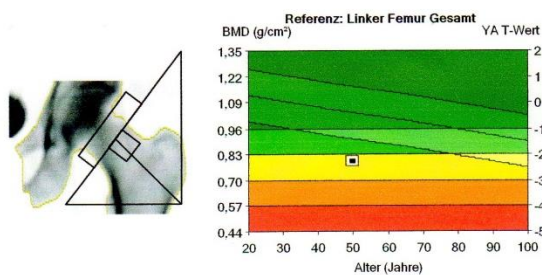 Referenz: Linker Femur Gesamt
BMD (g/cm²) YA T-Wert
1,35 2
1,22 1
1,09 0
0,96 -1
0,83 -2
0,70 -3
0,57 -4
0,44 -5
20 30 40 50 60 70 80 90 100
Alter (Jahre)